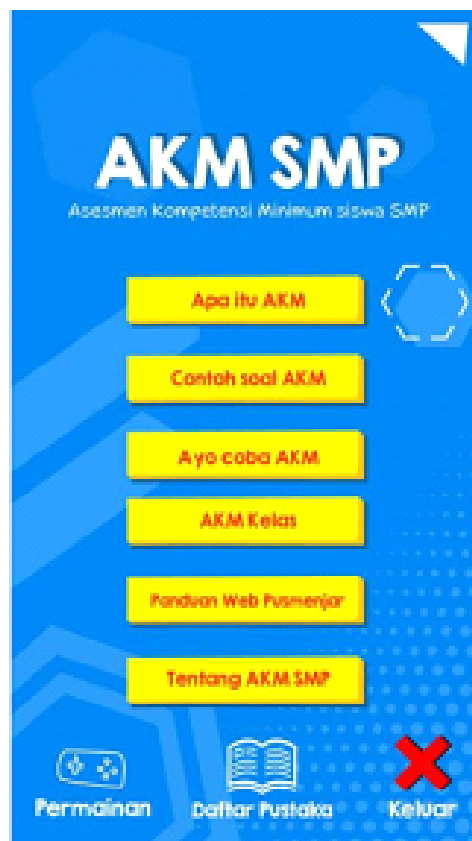 AKM SMP
Asesmen Kompetensi Minimum siswa SMP
Apa itu AKM
Contoh soal AKM
Ayo coba AKM
AKM Kelas
Panduan Web Pusmenjar
Tentang AKM SMP
Permainan
Daftar Pustaka
Keluar